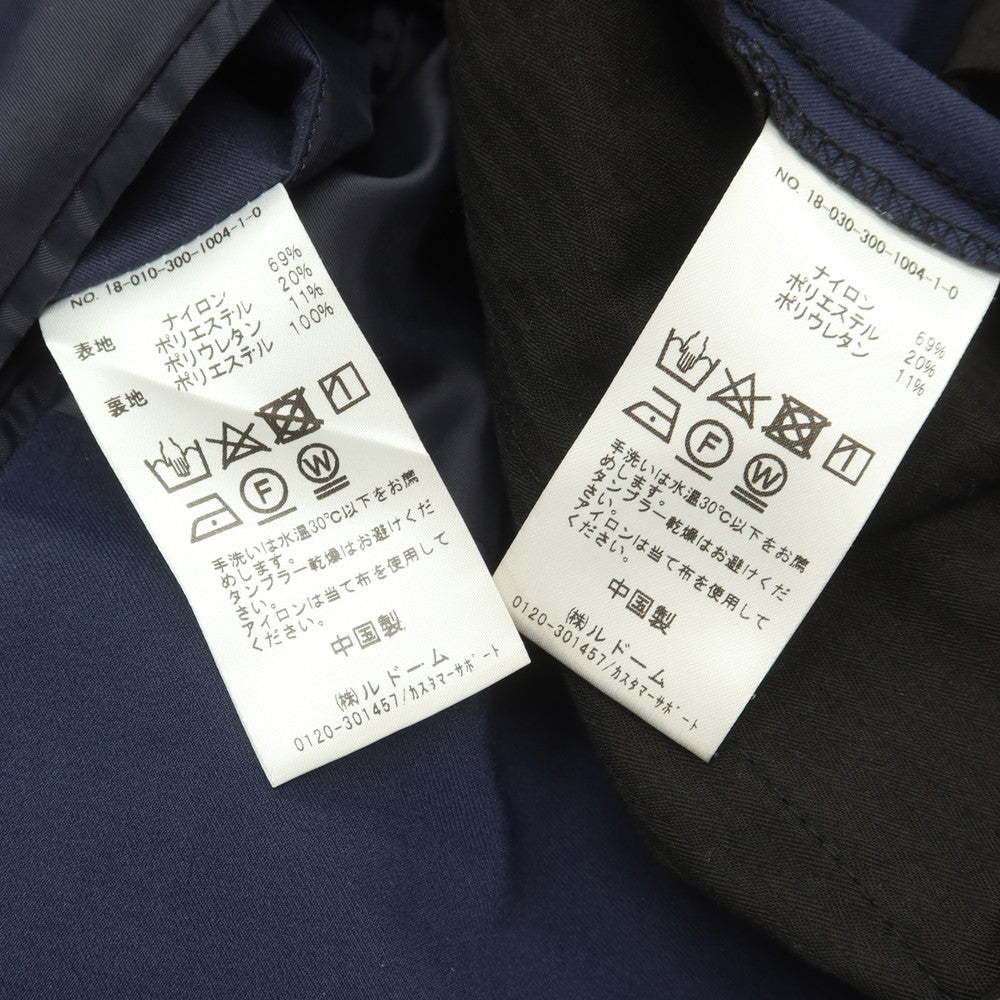 NO. 18-010-300-1004-1-0
表地 ナイロン 69%
ポリエステル 20%
ポリウレタン 11%
裏地 ポリエステル 100%
F W
手洗いは水温30℃以下をお薦
めします。
タンブラー乾燥はお避けくだ
さい。
アイロンは当て布を使用して
ください。
中国製
(株)ルドーム
0120-301457/カスタマーサポート
NO. 18-030-300-1004-1-0
ナイロン 69%
ポリエステル 20%
ポリウレタン 11%
F W
手洗いは水温30℃以下をお薦
めします。
タンブラー乾燥はお避けくだ
さい。
アイロンは当て布を使用して
ください。
中国製
(株)ルドーム
0120-301457/カスタマーサポート